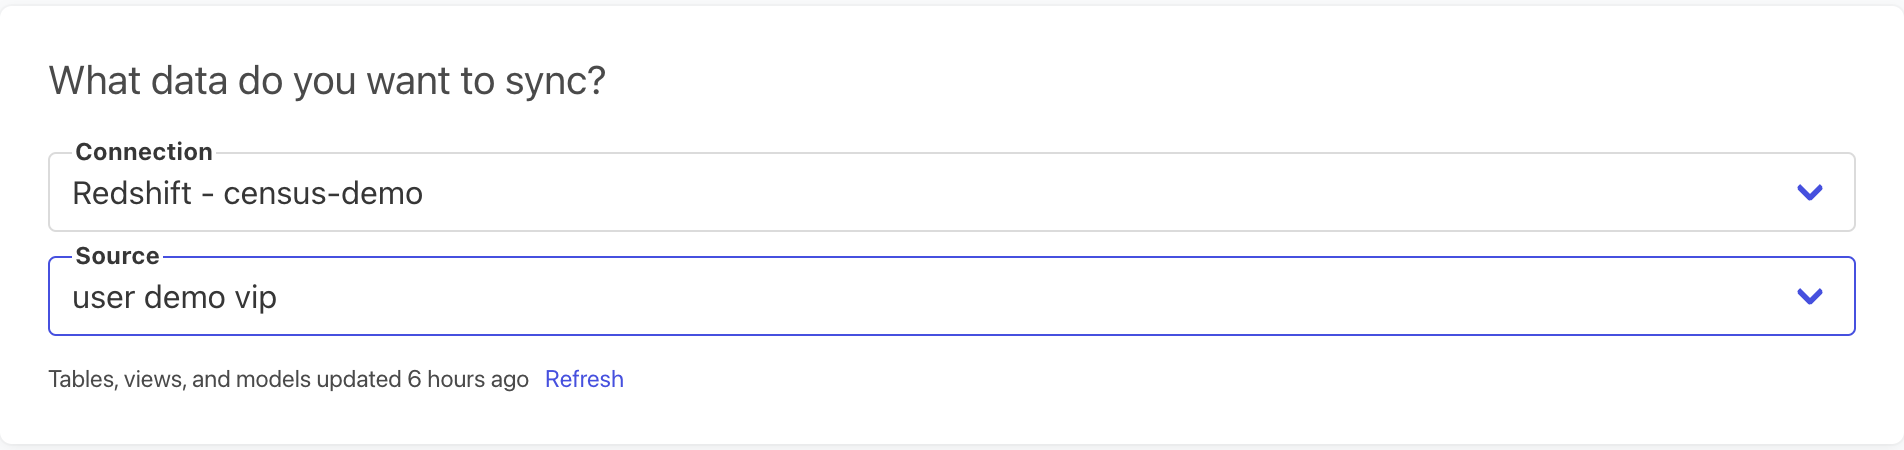 What data do you want to sync?
Connection
Redshift - census-demo
Source
user demo vip
Tables, views, and models updated 6 hours ago Refresh